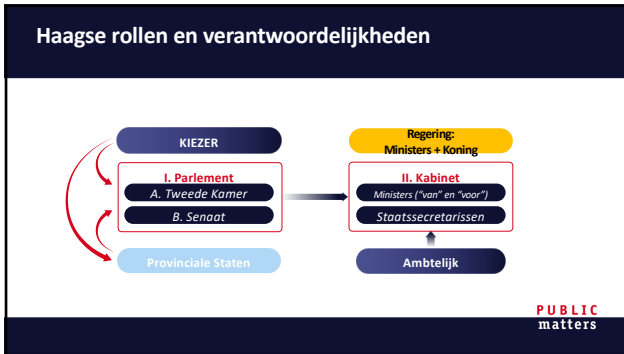 Haagse rollen en verantwoordelijkheden
KIEZER
I. Parlement
A. Tweede Kamer
B. Senaat
Provinciale Staten
Regering:
Ministers + Koning
II. Kabinet
Ministers ("van" en "voor")
Staatssecretarissen
Ambtelijk
PUBLIC
matters